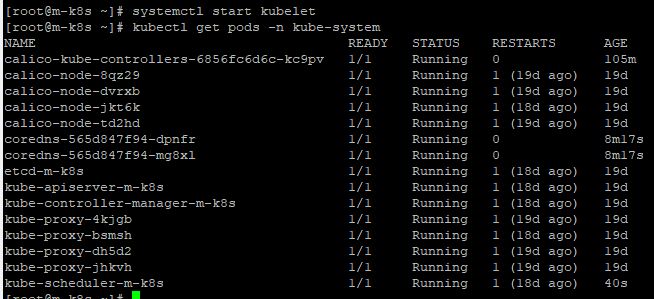 [root@m-k8s ~]# systemctl start kubelet
[root@m-k8s ~]# kubectl get pods -n kube-system
NAME READY STATUS RESTARTS AGE
calico-kube-controllers-6856fc6d6c-kc9pv 1/1 Running 0 105m
calico-node-8qz29 1/1 Running 1 (19d ago) 19d
calico-node-dvrxb 1/1 Running 1 (19d ago) 19d
calico-node-jkt6k 1/1 Running 1 (18d ago) 19d
calico-node-td2hd 1/1 Running 1 (19d ago) 19d
coredns-565d847f94-dpnfr 1/1 Running 0 8m17s
coredns-565d847f94-mg8xl 1/1 Running 0 8m17s
etcd-m-k8s 1/1 Running 1 (18d ago) 19d
kube-apiserver-m-k8s 1/1 Running 1 (18d ago) 19d
kube-controller-manager-m-k8s 1/1 Running 1 (18d ago) 19d
kube-proxy-4kjgb 1/1 Running 1 (19d ago) 19d
kube-proxy-bsmsh 1/1 Running 1 (18d ago) 19d
kube-proxy-dh5d2 1/1 Running 1 (19d ago) 19d
kube-proxy-jhkvh 1/1 Running 1 (19d ago) 19d
kube-scheduler-m-k8s 1/1 Running 1 (18d ago) 40s
[root@m-k8s ~]#